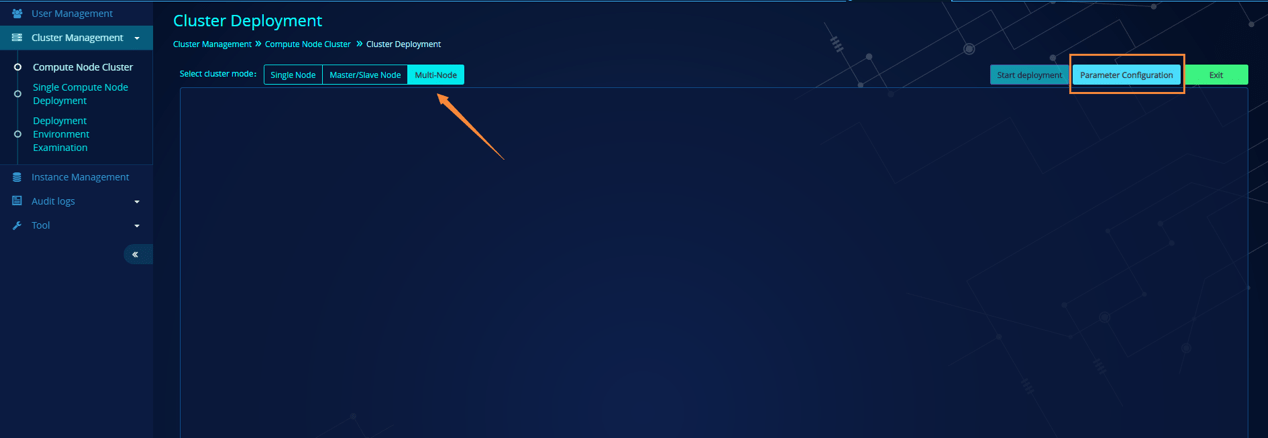 User Management
Cluster Management
Compute Node Cluster
Single Compute Node
Deployment
Deployment
Environment
Examination
Instance Management
Audit logs
Tool
«
Cluster Deployment
Cluster Management » Compute Node Cluster » Cluster Deployment
Select cluster mode: Single Node Master/Slave Node Multi-Node Start deployment Parameter Configuration Exit